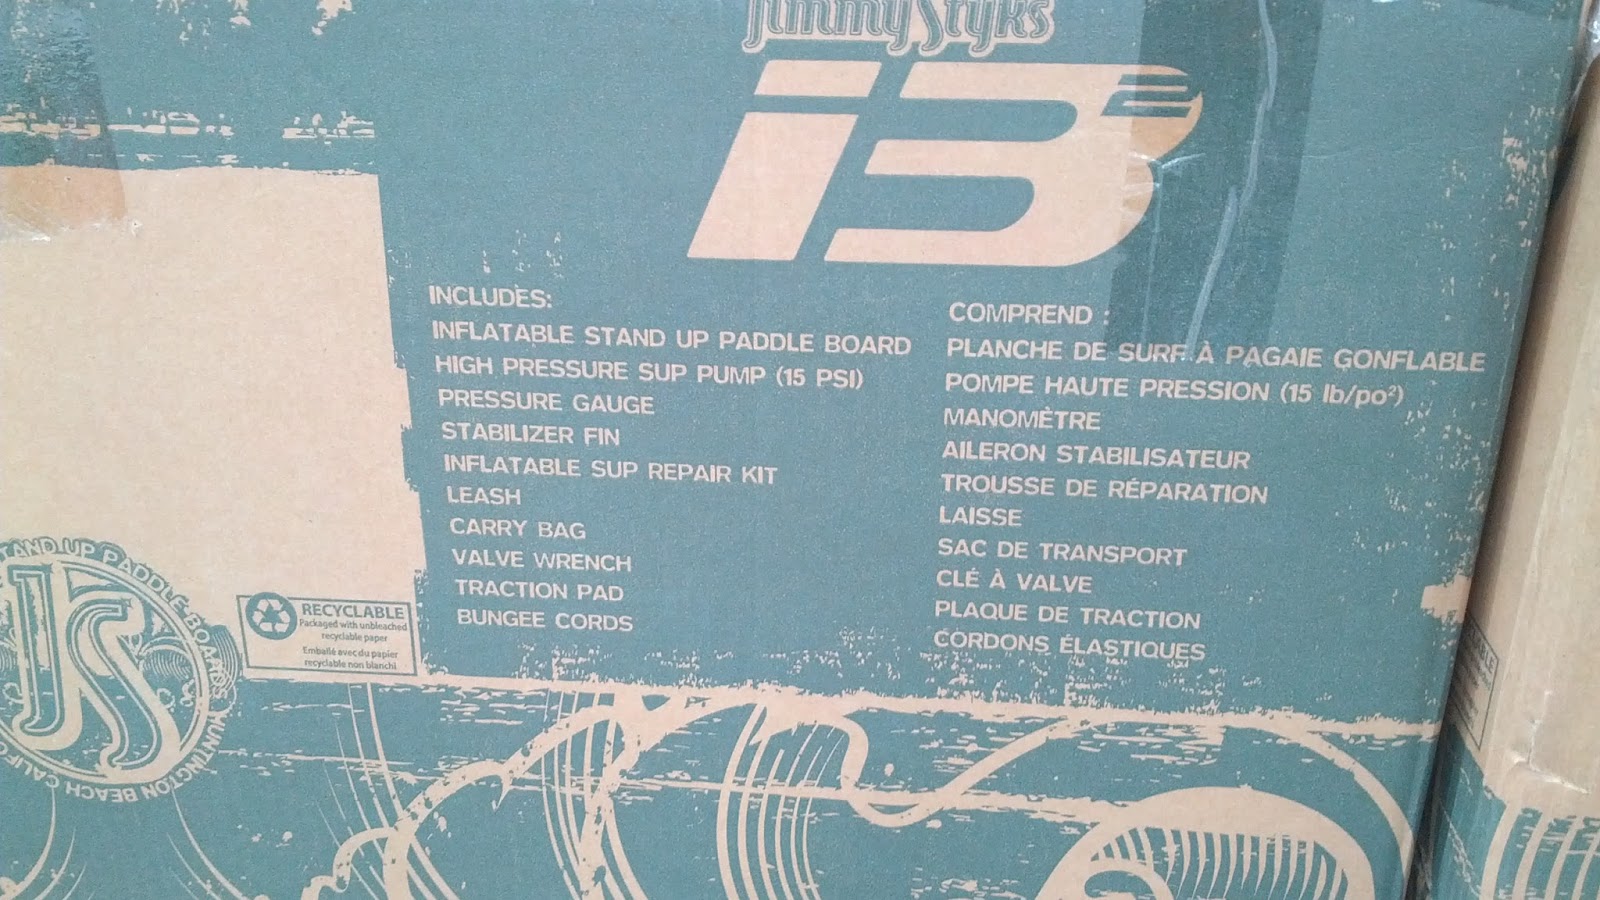 Jimmy Styks
i3²
INCLUDES:
INFLATABLE STAND UP PADDLE BOARD
HIGH PRESSURE SUP PUMP (15 PSI)
PRESSURE GAUGE
STABILIZER FIN
INFLATABLE SUP REPAIR KIT
LEASH
CARRY BAG
VALVE WRENCH
TRACTION PAD
BUNGEE CORDS
COMPREND :
PLANCHE DE SURF À PAGAIE GONFLABLE
POMPE HAUTE PRESSION (15 lb/po²)
MANOMÈTRE
AILERON STABILISATEUR
TROUSSE DE RÉPARATION
LAISSE
SAC DE TRANSPORT
CLÉ À VALVE
PLAQUE DE TRACTION
CORDONS ÉLASTIQUES
RECYCLABLE
Packaged with unbleached
recyclable paper
Emballé avec du papier
recyclable non blanchi
UP PADDLE BOARDS
HUNTINGTON BEACH
JS